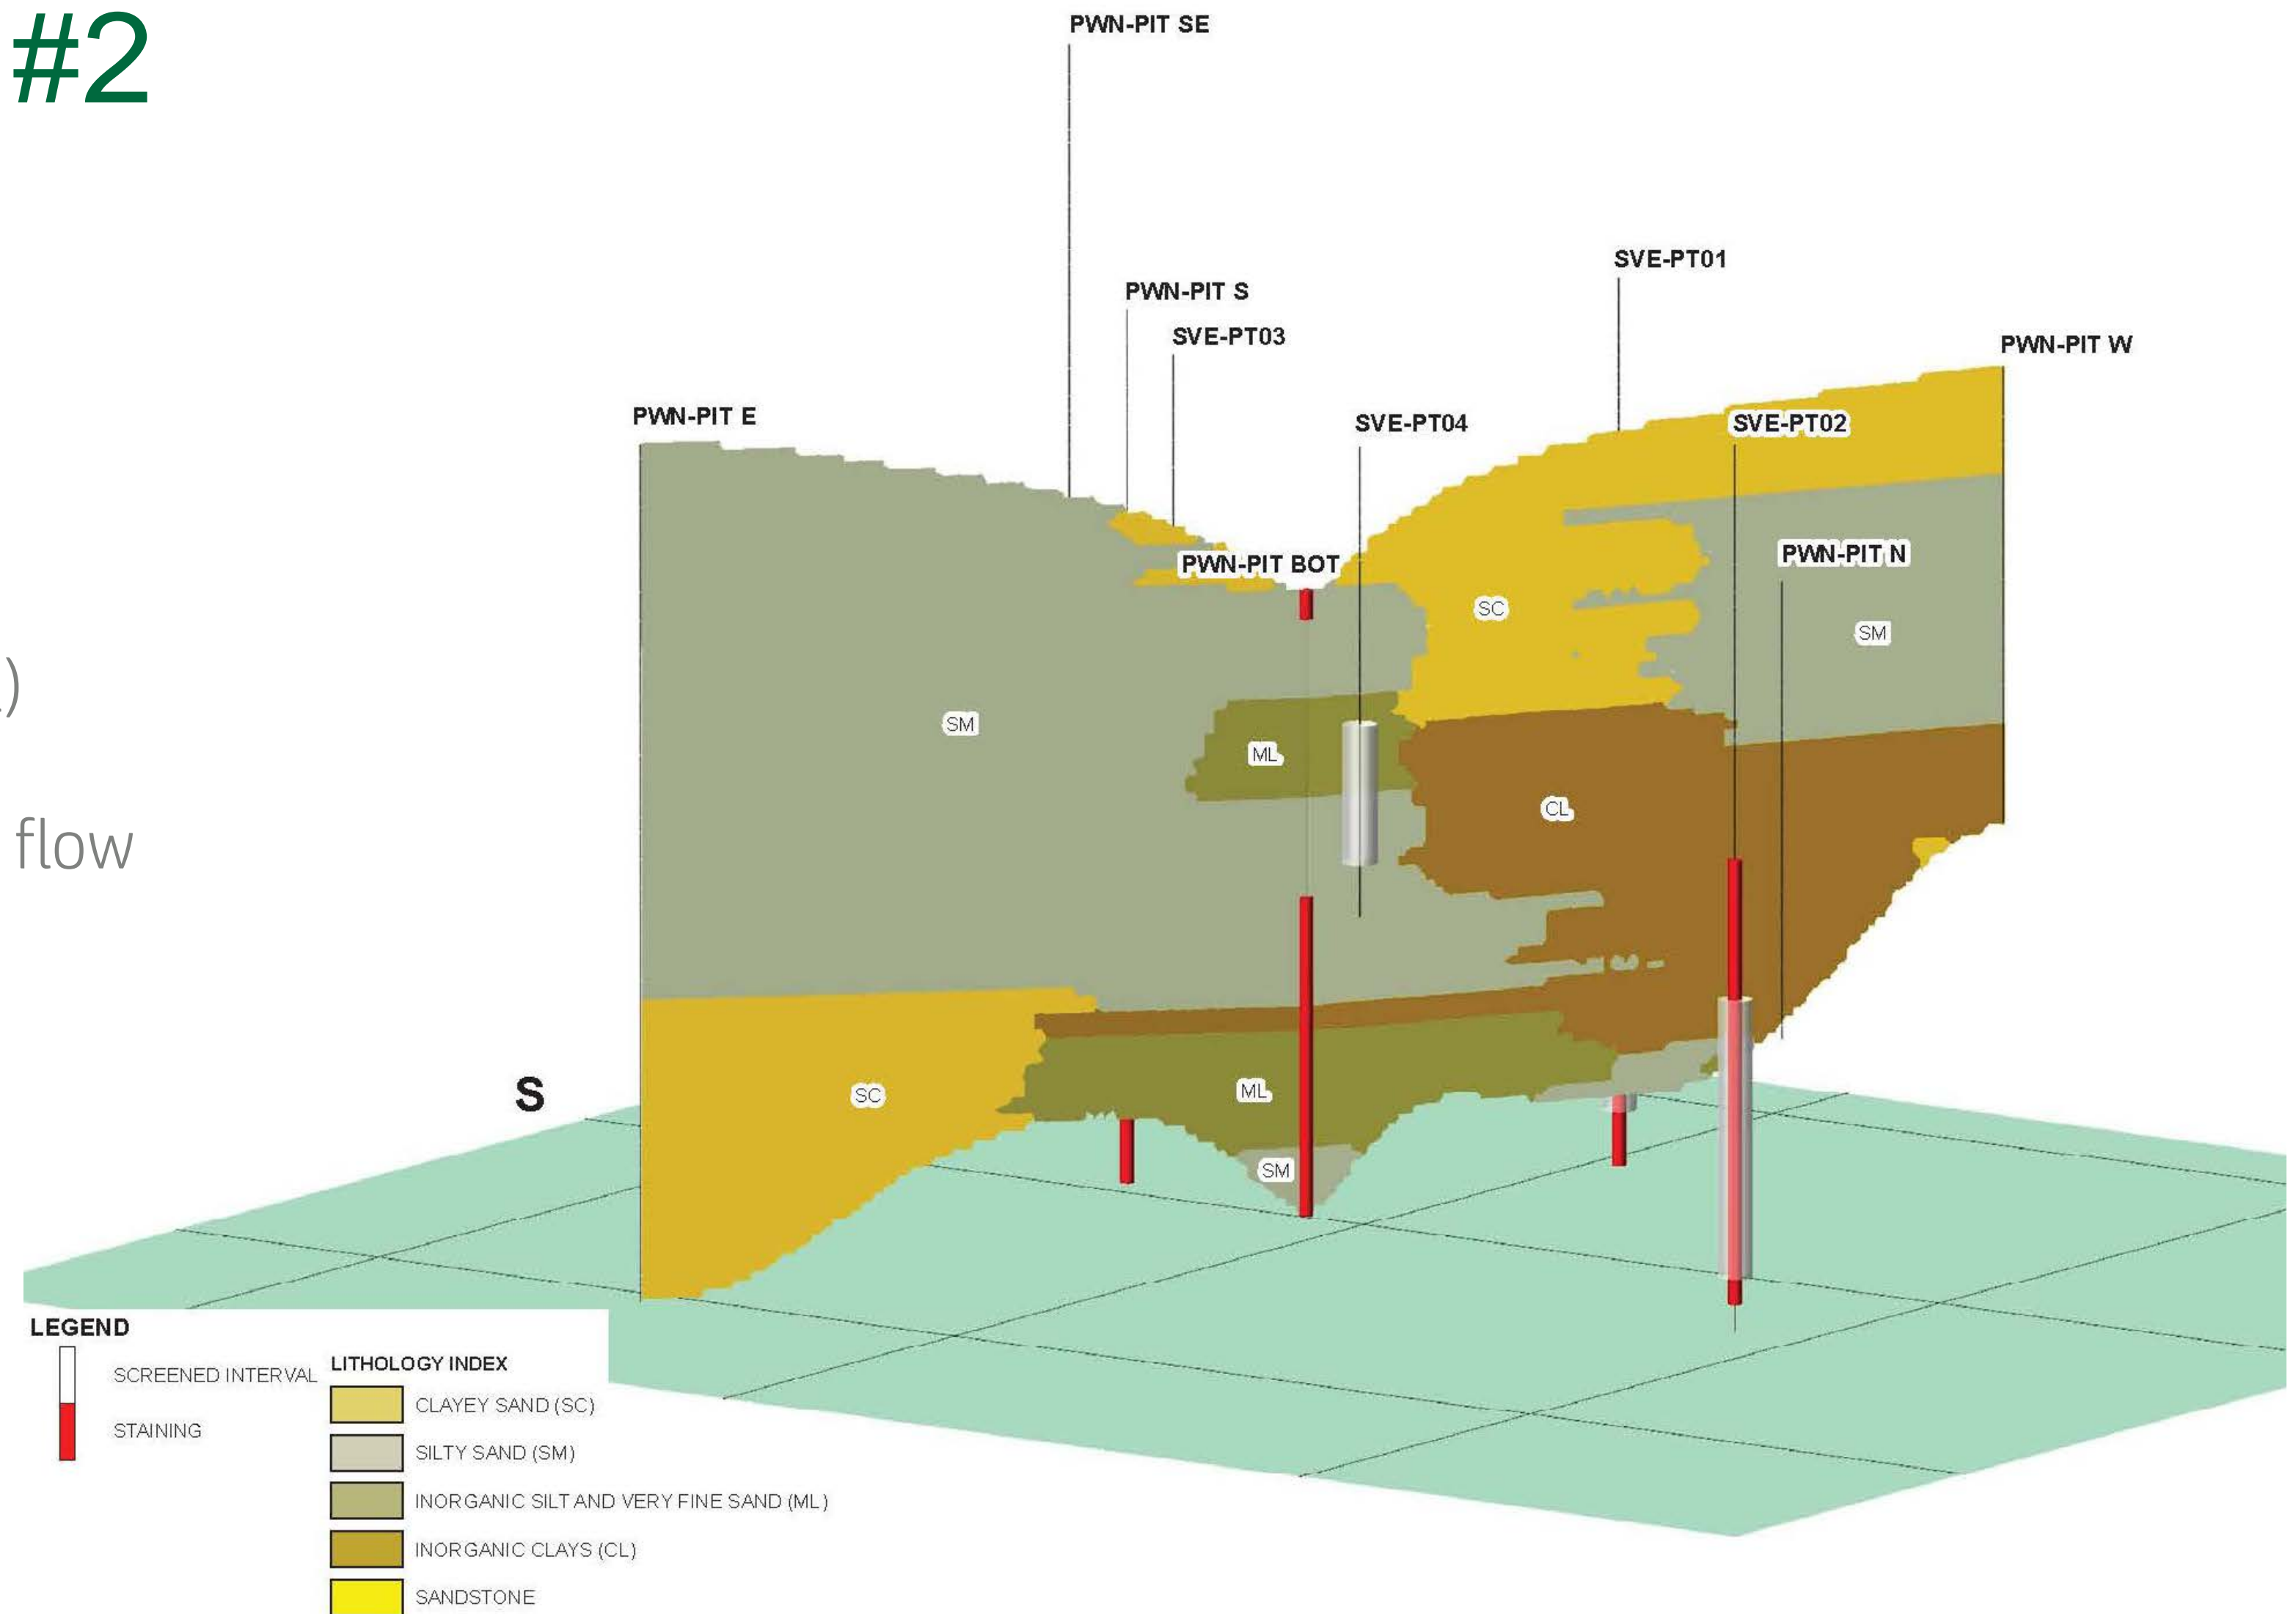 #2
PWN-PIT SE
SVE-PT01
PWN-PIT S
SVE-PT03
PWN-PIT W
PWN-PIT E
SVE-PT04
SVE-PT02
PWN-PIT BOT
PWN-PIT N
SC
SM
)
SM
ML
CL
flow
S
SC
ML
SM
LEGEND
SCREENED INTERVAL
STAINING
LITHOLOGY INDEX
CLAYEY SAND (SC)
SILTY SAND (SM)
INORGANIC SILT AND VERY FINE SAND (ML)
INORGANIC CLAYS (CL)
SANDSTONE